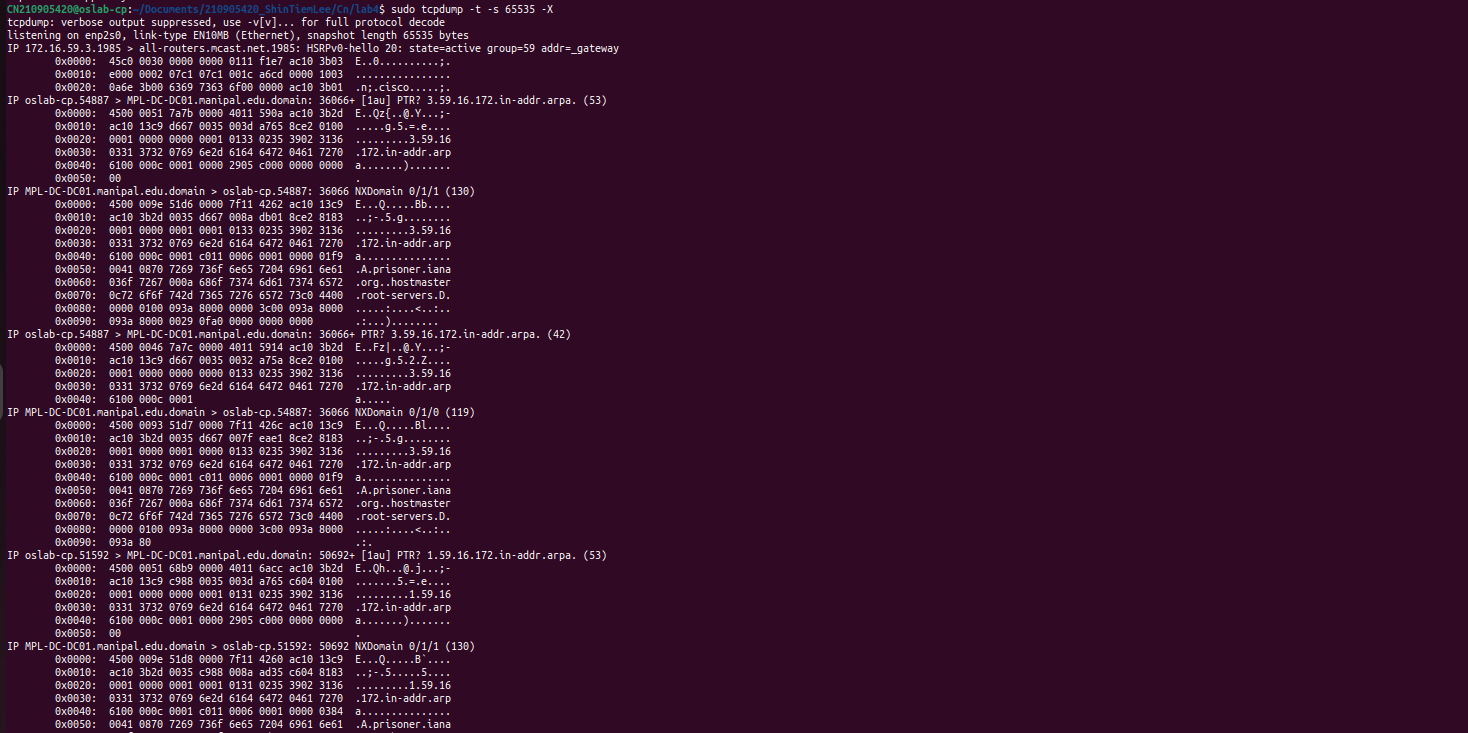 CN210905420@oslab-cp:~/Documents/210905420_ShinTiemLee/Cn/lab4$ sudo tcpdump -t -s 65535 -X
tcpdump: verbose output suppressed, use -v[v]... for full protocol decode
listening on enp2s0, link-type EN10MB (Ethernet), snapshot length 65535 bytes
IP 172.16.59.3.1985 > all-routers.mcast.net.1985: HSRPv0-hello 20: state=active group=59 addr=_gateway
0x0000:  45c0 0030 0000 0000 0111 f1e7 ac10 3b03  E..0..........;.
0x0010:  e000 0002 07c1 07c1 001c a6cd 0000 1003  ................
0x0020:  0a6e 3b00 6369 7363 6f00 0000 ac10 3b01  .n;.cisco.....;.
IP oslab-cp.54887 > MPL-DC-DC01.manipal.edu.domain: 36066+ [1au] PTR? 3.59.16.172.in-addr.arpa. (53)
0x0000:  4500 0051 7a7b 0000 4011 590a ac10 3b2d  E..Qz{..@.Y...;-
0x0010:  ac10 13c9 d667 0035 003d a765 8ce2 0100  .....g.5.=.e....
0x0020:  0001 0000 0000 0001 0133 0235 3902 3136  .........3.59.16
0x0030:  0331 3732 0769 6e2d 6164 6472 0461 7270  .172.in-addr.arp
0x0040:  6100 000c 0001 0000 2905 c000 0000 0000  a.......).......
0x0050:  00                                       .
IP MPL-DC-DC01.manipal.edu.domain > oslab-cp.54887: 36066 NXDomain 0/1/1 (130)
0x0000:  4500 009e 51d6 0000 7f11 4262 ac10 13c9  E...Q.....Bb....
0x0010:  ac10 3b2d 0035 d667 008a db01 8ce2 8183  ..;-.5.g........
0x0020:  0001 0000 0001 0001 0133 0235 3902 3136  .........3.59.16
0x0030:  0331 3732 0769 6e2d 6164 6472 0461 7270  .172.in-addr.arp
0x0040:  6100 000c 0001 c011 0006 0001 0000 01f9  a...............
0x0050:  0041 0870 7269 736f 6e65 7204 6961 6e61  .A.prisoner.iana
0x0060:  036f 7267 000a 686f 7374 6d61 7374 6572  .org..hostmaster
0x0070:  0c72 6f6f 742d 7365 7276 6572 73c0 4400  .root-servers.D.
0x0080:  0000 0100 093a 8000 0000 3c00 093a 8000  .....:....<..:..
0x0090:  093a 8000 0029 0fa0 0000 0000 0000       .:...)........
IP oslab-cp.54887 > MPL-DC-DC01.manipal.edu.domain: 36066+ PTR? 3.59.16.172.in-addr.arpa. (42)
0x0000:  4500 0046 7a7c 0000 4011 5914 ac10 3b2d  E..Fz|..@.Y...;-
0x0010:  ac10 13c9 d667 0035 0032 a75a 8ce2 0100  .....g.5.2.Z....
0x0020:  0001 0000 0000 0000 0133 0235 3902 3136  .........3.59.16
0x0030:  0331 3732 0769 6e2d 6164 6472 0461 7270  .172.in-addr.arp
0x0040:  6100 000c 0001                           a.....
IP MPL-DC-DC01.manipal.edu.domain > oslab-cp.54887: 36066 NXDomain 0/1/0 (119)
0x0000:  4500 0093 51d7 0000 7f11 426c ac10 13c9  E...Q.....Bl....
0x0010:  ac10 3b2d 0035 d667 007f eae1 8ce2 8183  ..;-.5.g........
0x0020:  0001 0000 0001 0000 0133 0235 3902 3136  .........3.59.16
0x0030:  0331 3732 0769 6e2d 6164 6472 0461 7270  .172.in-addr.arp
0x0040:  6100 000c 0001 c011 0006 0001 0000 01f9  a...............
0x0050:  0041 0870 7269 736f 6e65 7204 6961 6e61  .A.prisoner.iana
0x0060:  036f 7267 000a 686f 7374 6d61 7374 6572  .org..hostmaster
0x0070:  0c72 6f6f 742d 7365 7276 6572 73c0 4400  .root-servers.D.
0x0080:  0000 0100 093a 8000 0000 3c00 093a 8000  .....:....<..:..
0x0090:  093a 80                                  .:.
IP oslab-cp.51592 > MPL-DC-DC01.manipal.edu.domain: 50692+ [1au] PTR? 1.59.16.172.in-addr.arpa. (53)
0x0000:  4500 0051 68b9 0000 4011 6acc ac10 3b2d  E..Qh...@.j...;-
0x0010:  ac10 13c9 c988 0035 003d a765 c604 0100  .......5.=.e....
0x0020:  0001 0000 0000 0001 0131 0235 3902 3136  .........1.59.16
0x0030:  0331 3732 0769 6e2d 6164 6472 0461 7270  .172.in-addr.arp
0x0040:  6100 000c 0001 0000 2905 c000 0000 0000  a.......).......
0x0050:  00                                       .
IP MPL-DC-DC01.manipal.edu.domain > oslab-cp.51592: 50692 NXDomain 0/1/1 (130)
0x0000:  4500 009e 51d8 0000 7f11 4260 ac10 13c9  E...Q.....B`....
0x0010:  ac10 3b2d 0035 c988 008a ad35 c604 8183  ..;-.5.....5....
0x0020:  0001 0000 0001 0001 0131 0235 3902 3136  .........1.59.16
0x0030:  0331 3732 0769 6e2d 6164 6472 0461 7270  .172.in-addr.arp
0x0040:  6100 000c 0001 c011 0006 0001 0000 0384  a...............
0x0050:  0041 0870 7269 736f 6e65 7204 6961 6e61  .A.prisoner.iana